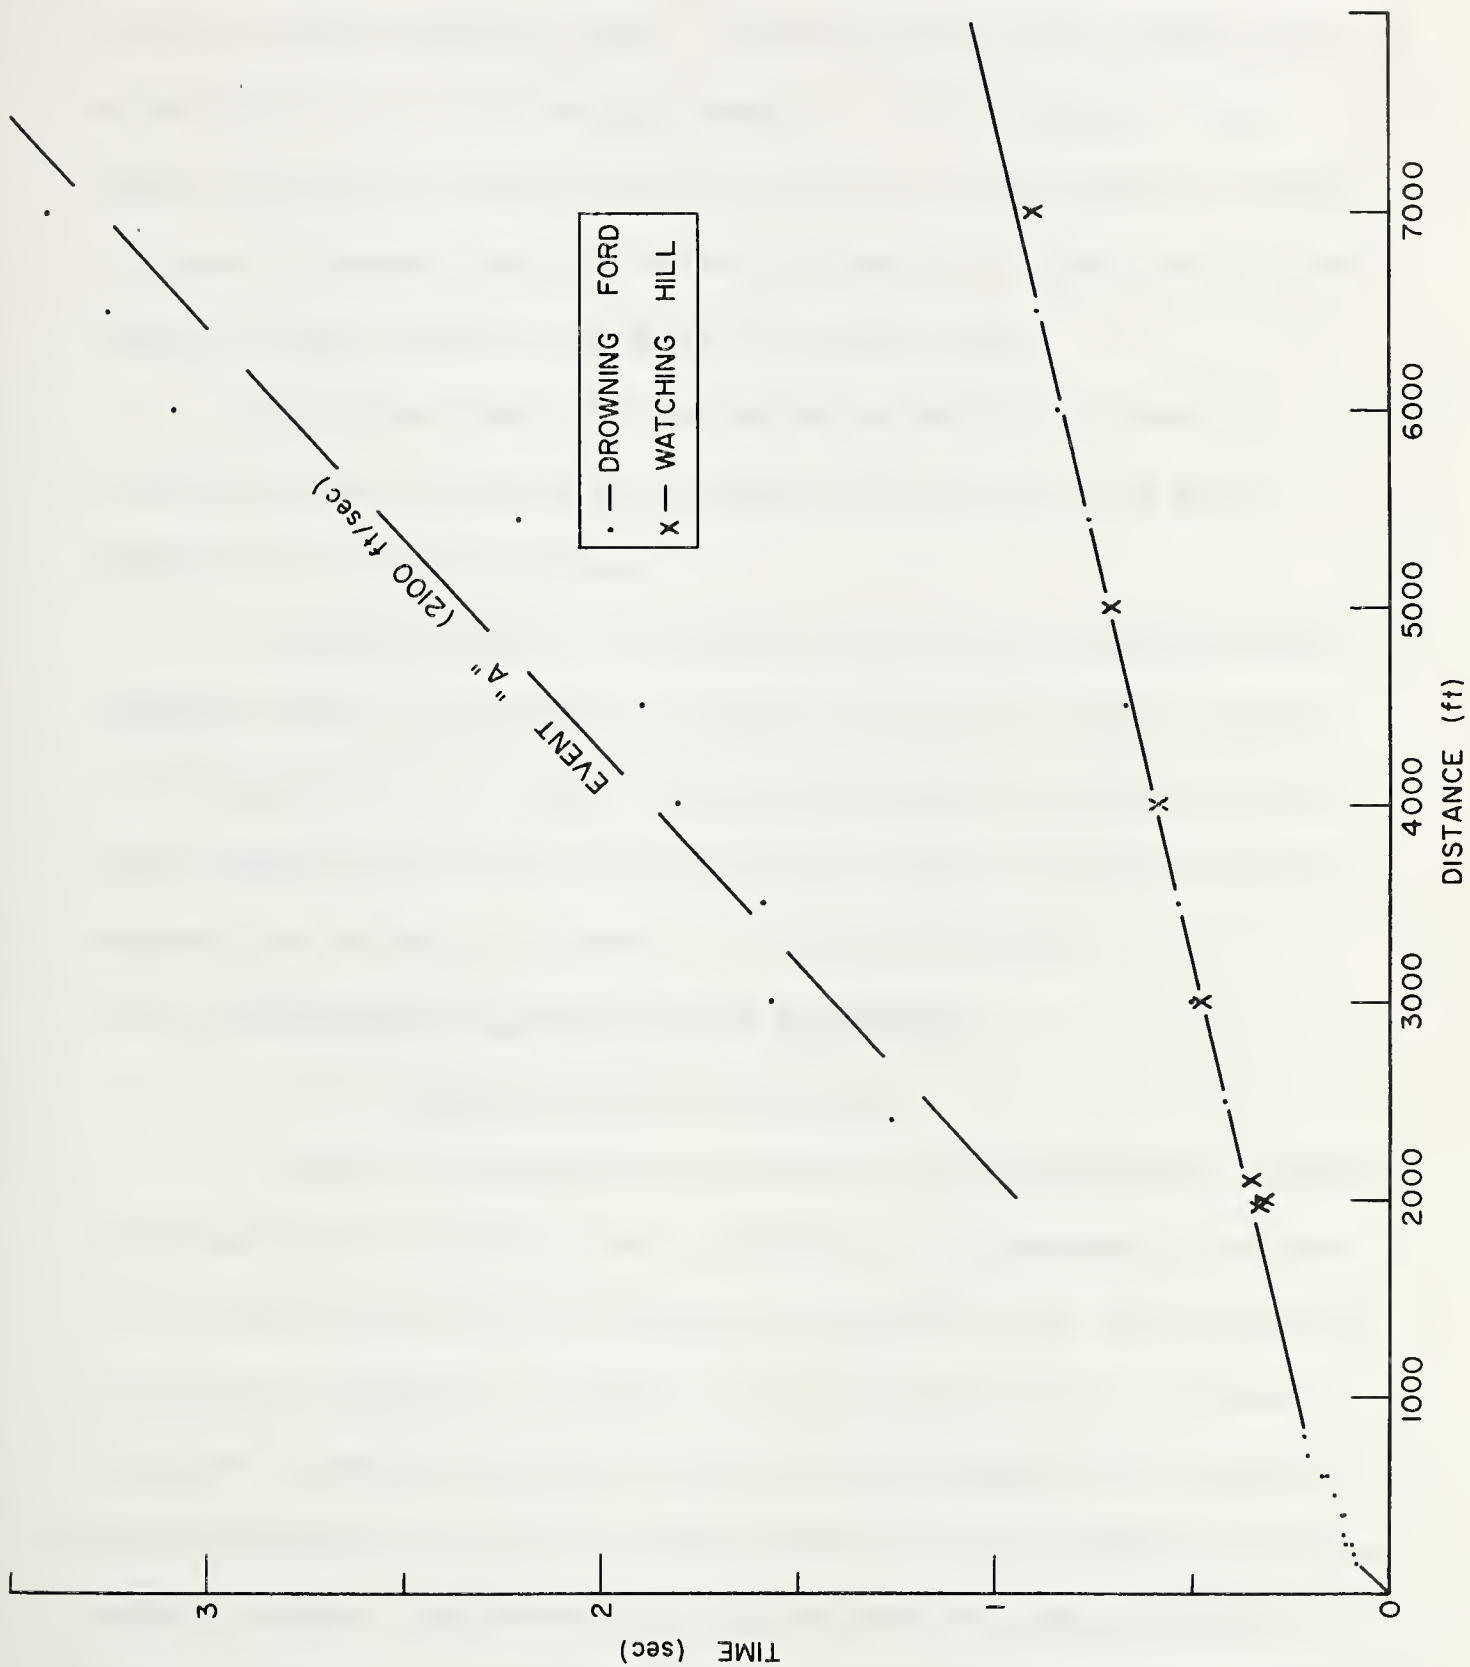 TIME (sec)
3
2
1
0
EVENT "A" (2100 ft/sec)
· — DROWNING FORD
X — WATCHING HILL
1000
2000
3000
4000
5000
6000
7000
DISTANCE (ft)